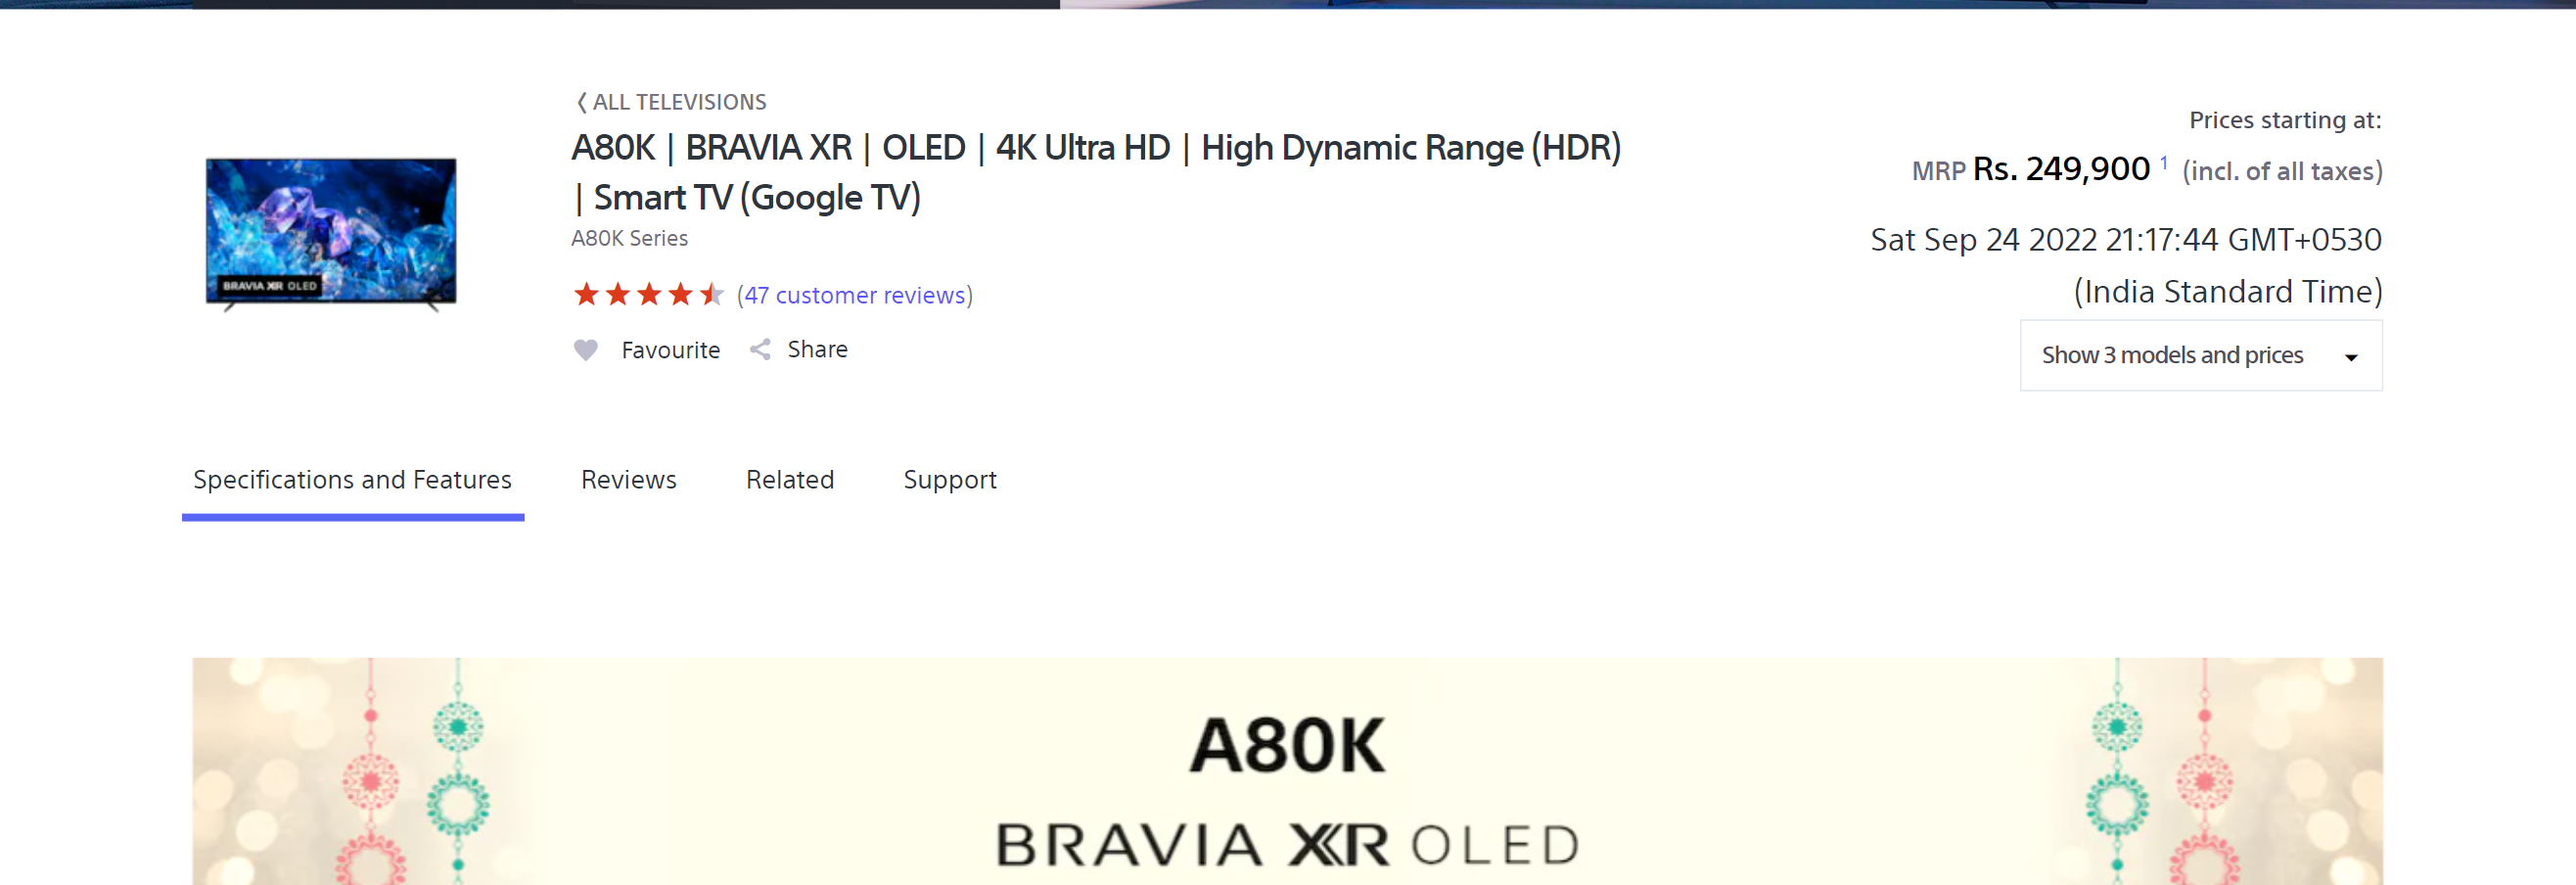 ALL TELEVISIONS
A80K | BRAVIA XR | OLED | 4K Ultra HD | High Dynamic Range (HDR)
| Smart TV (Google TV)
A80K Series
(47 customer reviews)
Favourite Share
Prices starting at:
MRP Rs. 249,900 1 (incl. of all taxes)
Sat Sep 24 2022 21:17:44 GMT+0530
(India Standard Time)
Show 3 models and prices
BRAVIA XR OLED
Specifications and Features Reviews Related Support
A80K
BRAVIA XR OLED